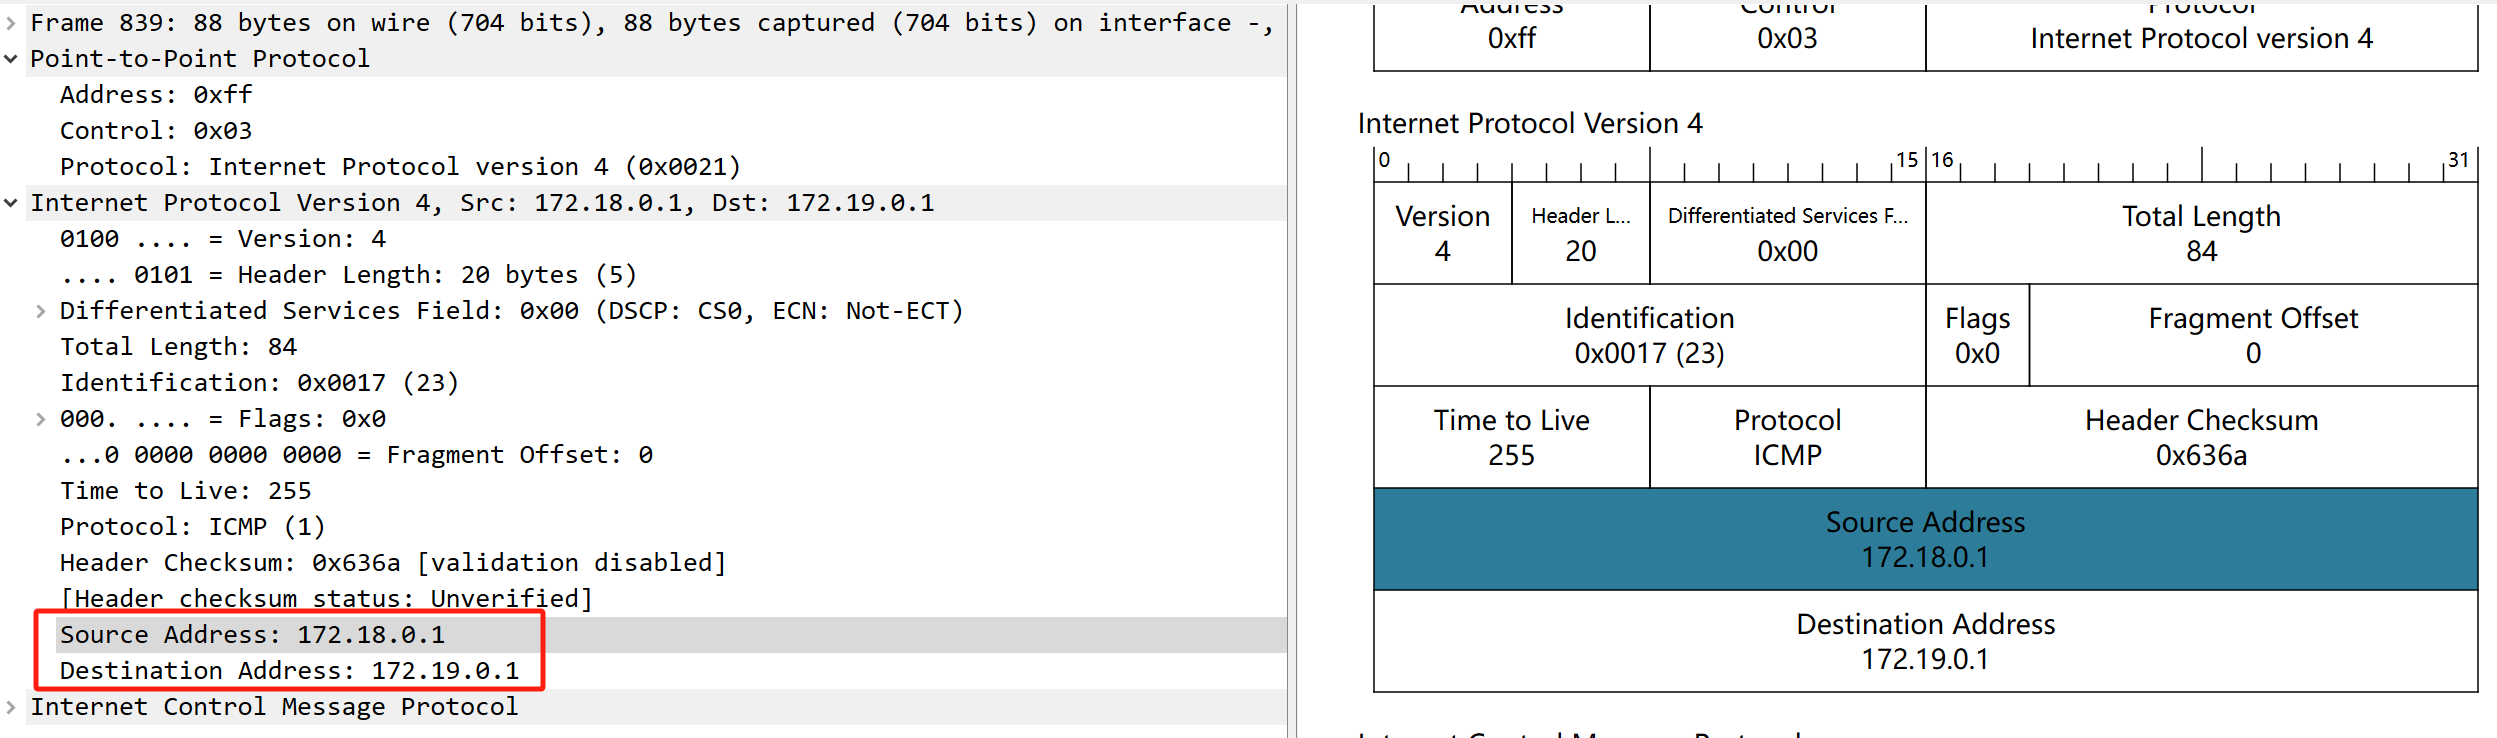 Frame 839: 88 bytes on wire (704 bits), 88 bytes captured (704 bits) on interface -,
Point-to-Point Protocol
Address: 0xff
Control: 0x03
Protocol: Internet Protocol version 4 (0x0021)
Internet Protocol Version 4, Src: 172.18.0.1, Dst: 172.19.0.1
0100 .... = Version: 4
.... 0101 = Header Length: 20 bytes (5)
Differentiated Services Field: 0x00 (DSCP: CS0, ECN: Not-ECT)
Total Length: 84
Identification: 0x0017 (23)
000. .... = Flags: 0x0
...0 0000 0000 0000 = Fragment Offset: 0
Time to Live: 255
Protocol: ICMP (1)
Header Checksum: 0x636a [validation disabled]
[Header checksum status: Unverified]
Source Address: 172.18.0.1
Destination Address: 172.19.0.1
Internet Control Message Protocol
Address Control Protocol
0xff 0x03 Internet Protocol version 4
Internet Protocol Version 4
0 15 16 31
Version Header L... Differentiated Services F... Total Length
4 20 0x00 84
Identification Flags Fragment Offset
0x0017 (23) 0x0 0
Time to Live Protocol Header Checksum
255 ICMP 0x636a
Source Address
172.18.0.1
Destination Address
172.19.0.1
Internet Control Message Protocol